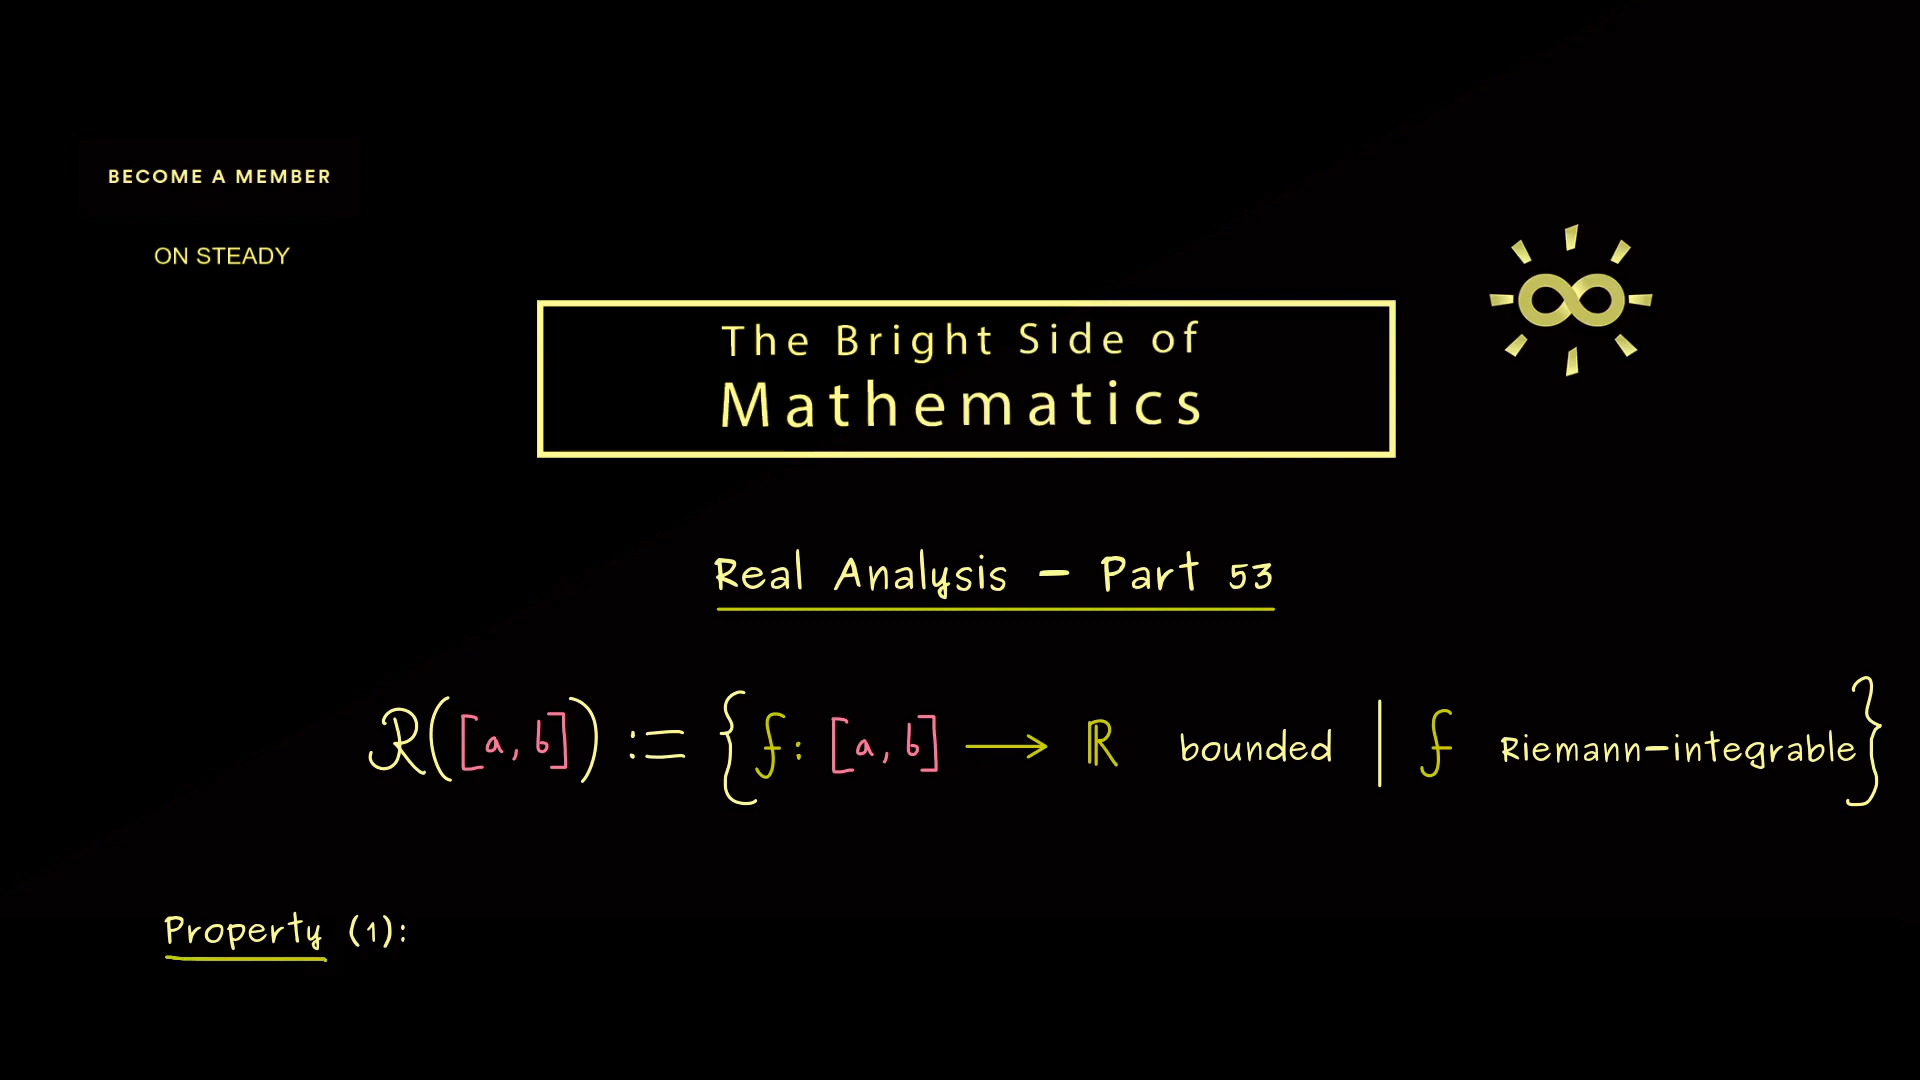 BECOME A MEMBER
ON STEADY
The Bright Side of
Mathematics
Real Analysis – Part 53
ℛ([a, b]) := {f: [a, b] ⟶ ℝ bounded | f Riemann-integrable}
Property (1):